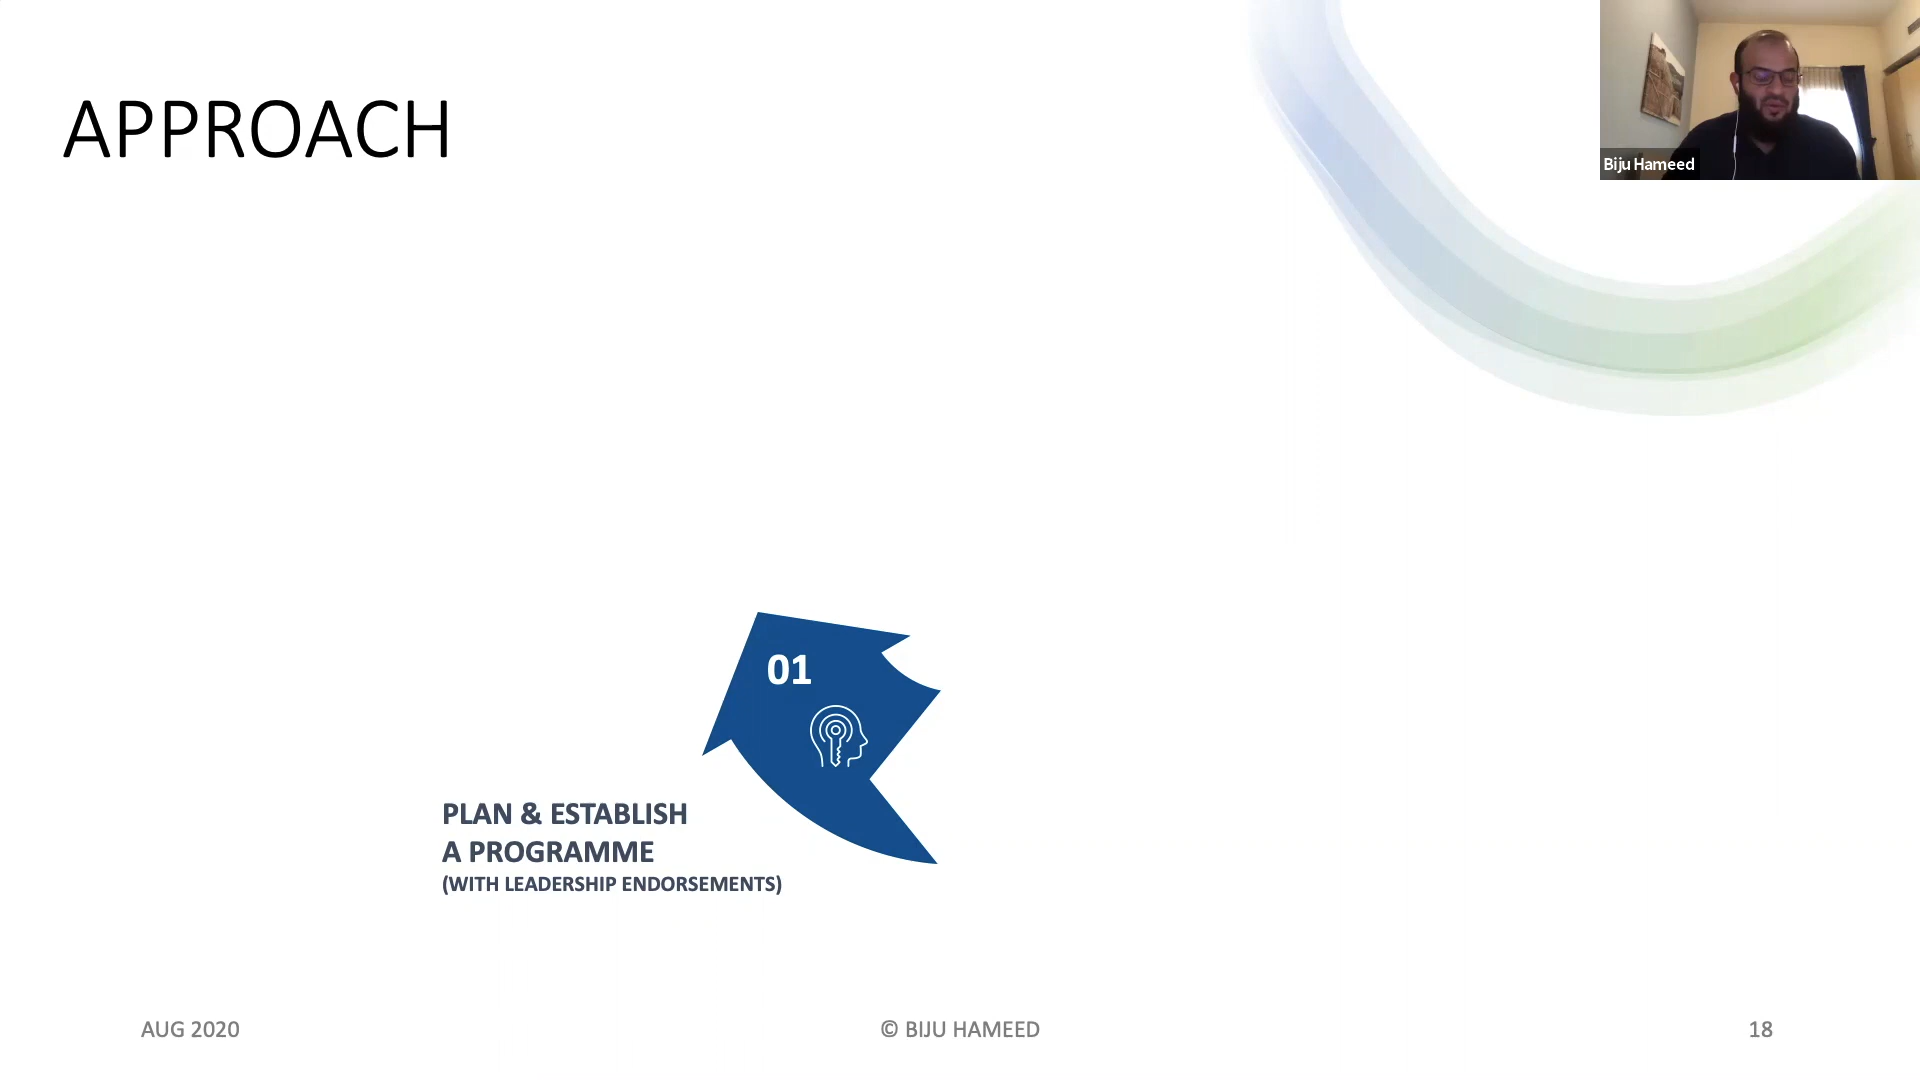 APPROACH
Biju Hameed
01
PLAN & ESTABLISH
A PROGRAMME
(WITH LEADERSHIP ENDORSEMENTS)
AUG 2020
© BIJU HAMEED
18